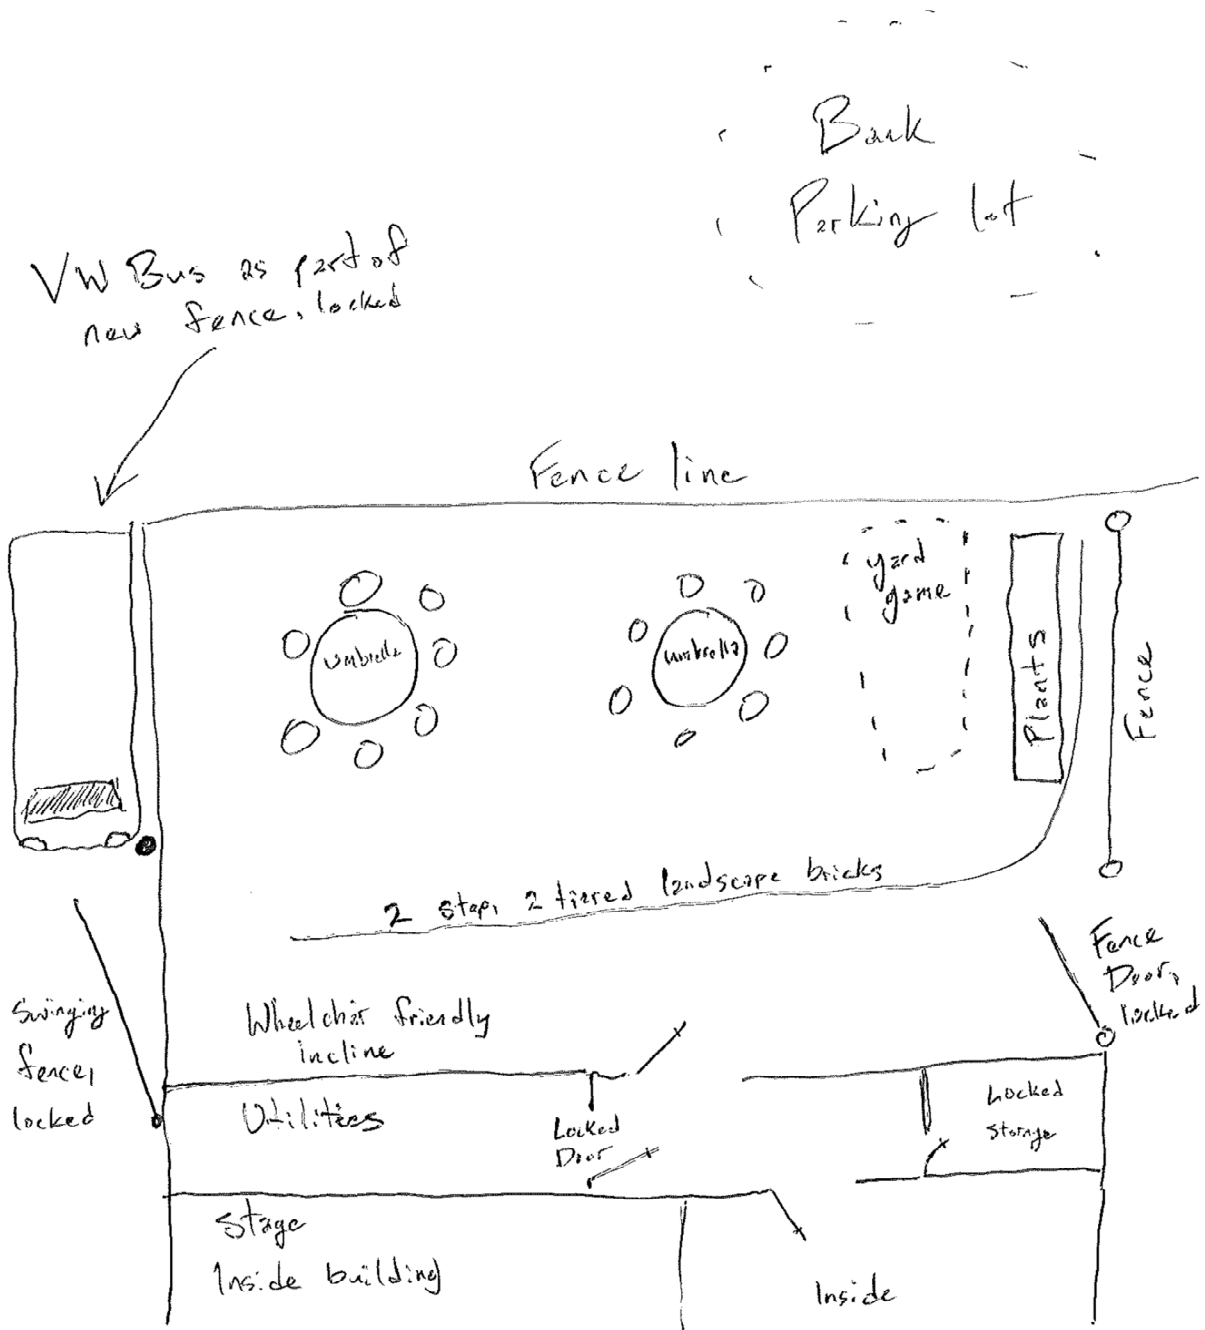 Back
Parking lot
VW Bus as part of
new fence, locked
Fence line
umbrella
umbrella
yard
game
Plants
Fence
2 step, 2 tiered landscape bricks
Fence
Door,
locked
Swinging
fence,
locked
Wheelchair friendly
incline
Utilities
Locked
Door
Locked
Storage
Stage
Inside building
Inside